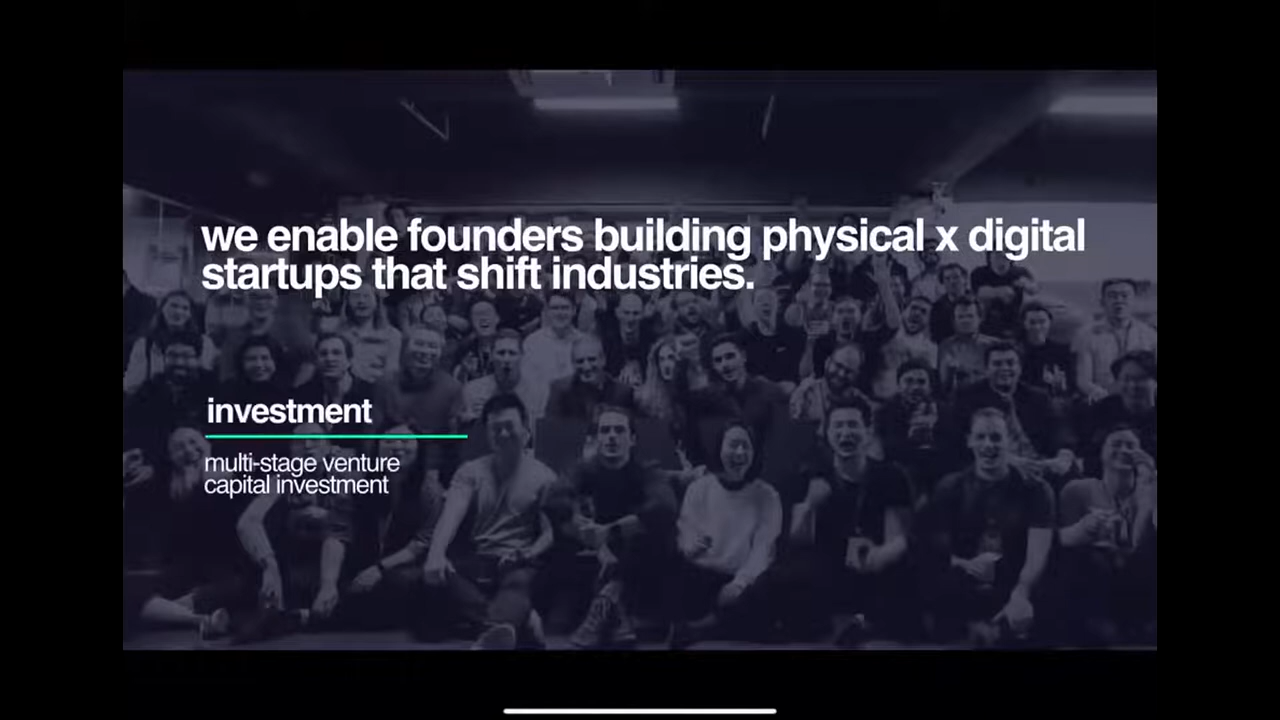 we enable founders building physical x digital
startups that shift industries.
investment
multi-stage venture
capital investment